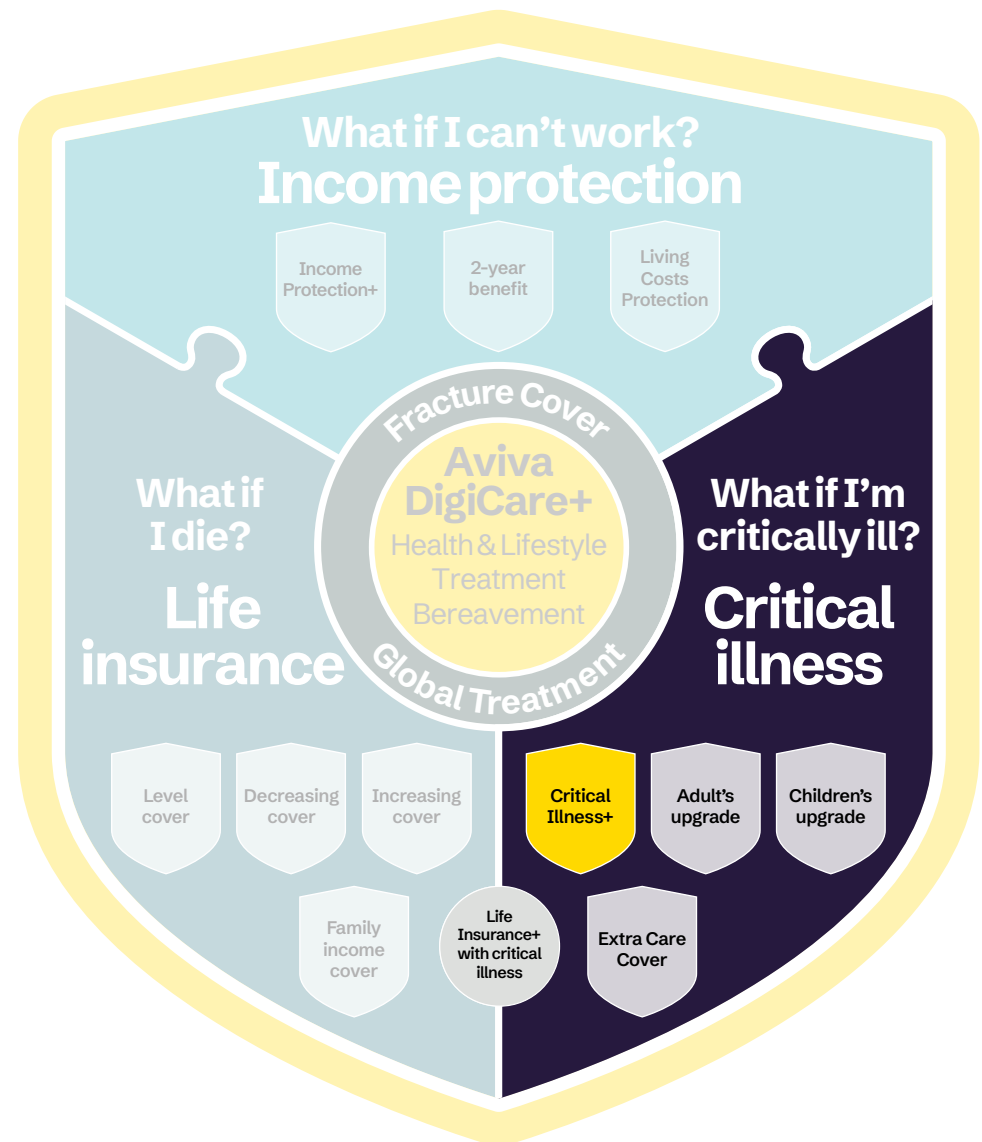 What if I can't work?
Income protection
Income
Protection+
2-year
benefit
Living
Costs
Protection
Fracture Cover
Aviva
DigiCare+
Health & Lifestyle
Treatment
Bereavement
Global Treatment
What if
I die?
Life
insurance
What if I'm
critically ill?
Critical
illness
Level
cover
Decreasing
cover
Increasing
cover
Critical
Illness+
Adult's
upgrade
Children's
upgrade
Family
income
cover
Life
Insurance+
with critical
illness
Extra Care
Cover